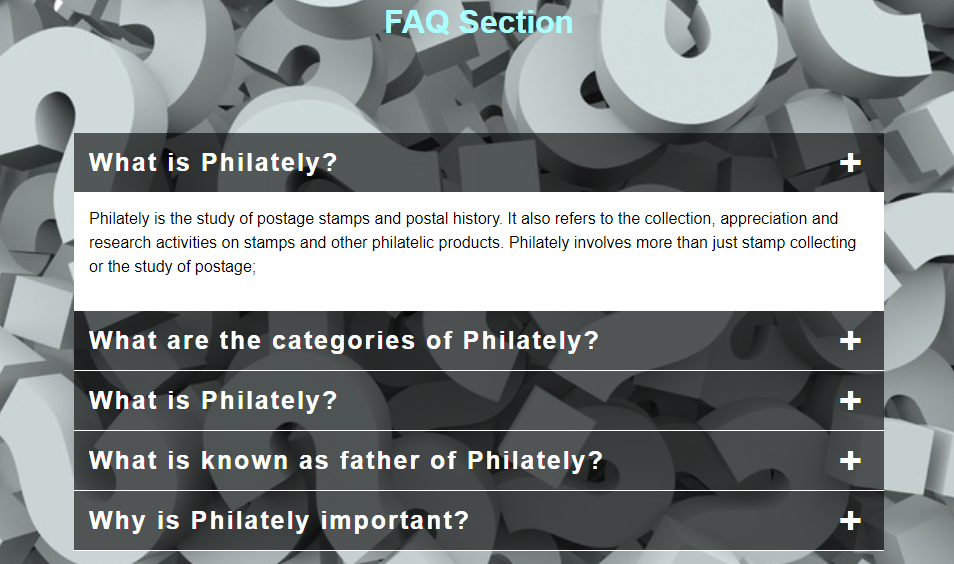 FAQ Section
What is Philately? +
Philately is the study of postage stamps and postal history. It also refers to the collection, appreciation and
research activities on stamps and other philatelic products. Philately involves more than just stamp collecting
or the study of postage;
What are the categories of Philately? +
What is Philately? +
What is known as father of Philately? +
Why is Philately important? +